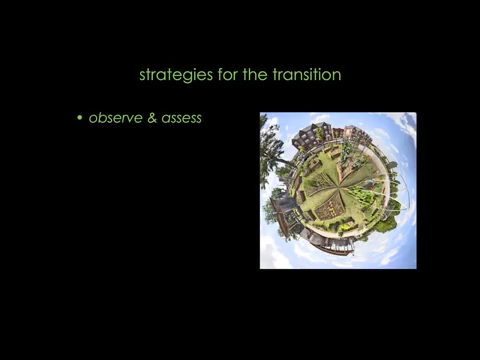 strategies for the transition
• observe & assess